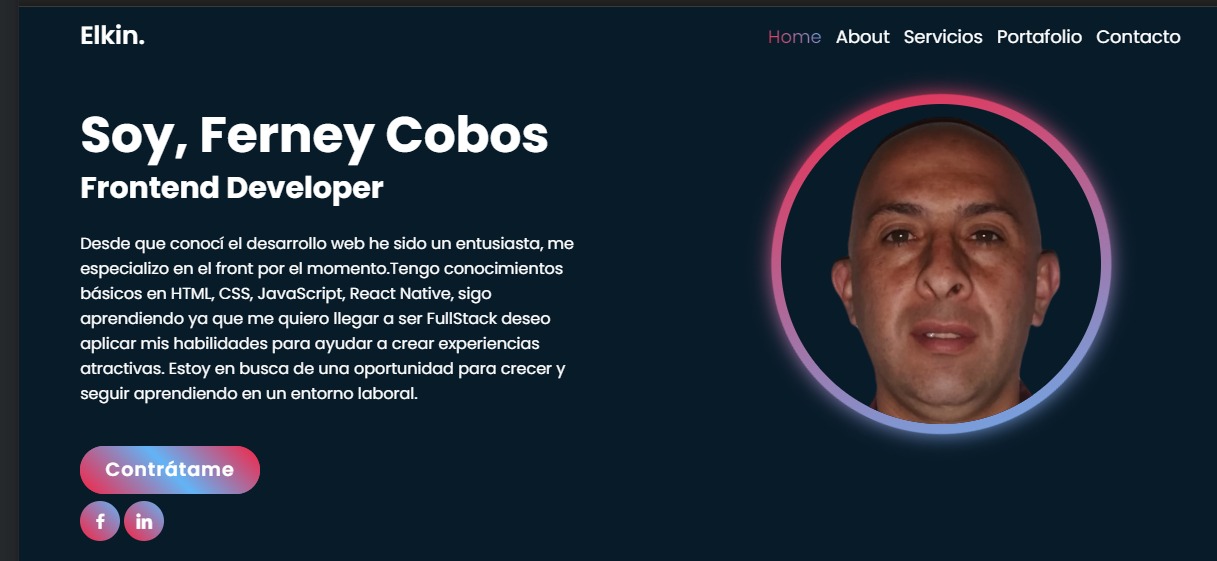 Elkin.
Home About Servicios Portafolio Contacto
Soy, Ferney Cobos
Frontend Developer
Desde que conocí el desarrollo web he sido un entusiasta, me
especializo en el front por el momento.Tengo conocimientos
básicos en HTML, CSS, JavaScript, React Native, sigo
aprendiendo ya que me quiero llegar a ser FullStack deseo
aplicar mis habilidades para ayudar a crear experiencias
atractivas. Estoy en busca de una oportunidad para crecer y
seguir aprendiendo en un entorno laboral.
Contrátame
f in